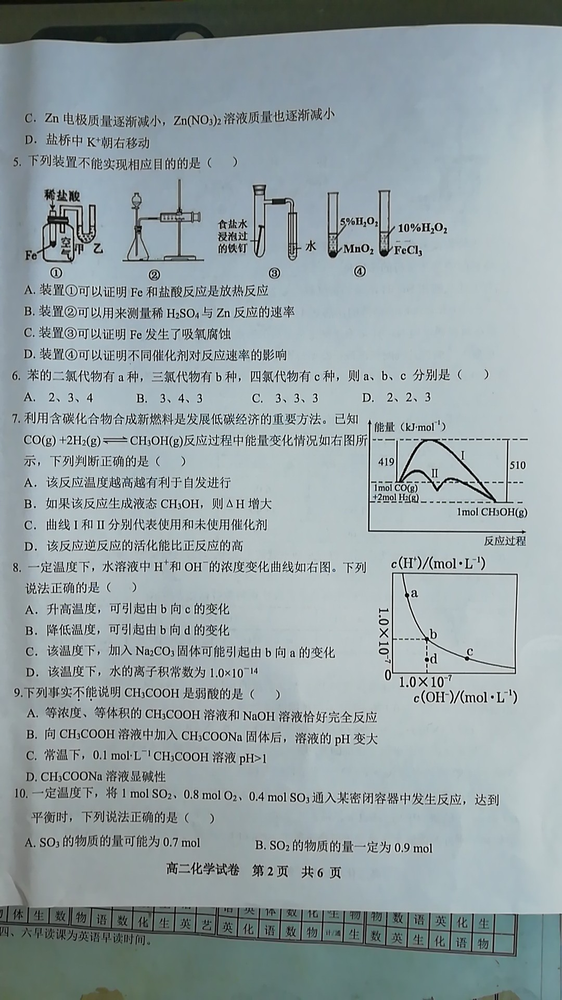 C．Zn 电极质量逐渐减小，Zn(NO₃)₂ 溶液质量也逐渐减小
D．盐桥中 K⁺朝右移动
5. 下列装置不能实现相应目的的是（ ）
稀盐酸
Fe
空气
甲 乙
①
②
食盐水
浸泡过
的铁钉
水
③
5%H₂O₂
MnO₂
10%H₂O₂
FeCl₃
④
A. 装置①可以证明 Fe 和盐酸反应是放热反应
B. 装置②可以用来测量稀 H₂SO₄ 与 Zn 反应的速率
C. 装置③可以证明 Fe 发生了吸氧腐蚀
D. 装置④可以证明不同催化剂对反应速率的影响
6. 苯的二氯代物有 a 种，三氯代物有 b 种，四氯代物有 c 种，则 a、b、c 分别是（ ）
A. 2、3、4 B. 3、4、3 C. 3、3、3 D. 2、2、3
7. 利用含碳化合物合成新燃料是发展低碳经济的重要方法。已知
CO(g) +2H₂(g)⇌CH₃OH(g)反应过程中能量变化情况如右图所
示，下列判断正确的是（ ）
A．该反应温度越高越有利于自发进行
B．如果该反应生成液态 CH₃OH，则 △H 增大
C．曲线 I 和 II 分别代表使用和未使用催化剂
D．该反应逆反应的活化能比正反应的高
能量（kJ·mol⁻¹）
419
I
II
510
1mol CO(g)
+2mol H₂(g)
1mol CH₃OH(g)
反应过程
8. 一定温度下，水溶液中 H⁺和 OH⁻的浓度变化曲线如右图。下列
说法正确的是（ ）
A．升高温度，可引起由 b 向 c 的变化
B．降低温度，可引起由 b 向 d 的变化
C．该温度下，加入 Na₂CO₃ 固体可能引起由 b 向 a 的变化
D．该温度下，水的离子积常数为 1.0×10⁻¹⁴
c(H⁺)/(mol·L⁻¹)
a
b
c
d
1.0×10⁻⁷
0 1.0×10⁻⁷
c(OH⁻)/(mol·L⁻¹)
9.下列事实不能说明 CH₃COOH 是弱酸的是（ ）
A. 等浓度、等体积的 CH₃COOH 溶液和 NaOH 溶液恰好完全反应
B. 向 CH₃COOH 溶液中加入 CH₃COONa 固体后，溶液的 pH 变大
C. 常温下，0.1 mol·L⁻¹ CH₃COOH 溶液 pH>1
D. CH₃COONa 溶液显碱性
10. 一定温度下，将 1 mol SO₂、0.8 mol O₂、0.4 mol SO₃ 通入某密闭容器中发生反应，达到
平衡时，下列说法正确的是（ ）
A. SO₃ 的物质的量可能为 0.7 mol B. SO₂ 的物质的量一定为 0.9 mol
高二化学试卷 第 2 页 共 6 页
体 生 数 物 语 数 化 生 英 艺 英 化 语 数 物 计/通 生 数 英 生 化 语 物
物 数 语 英 化 生
四、六早读课为英语早读时间。